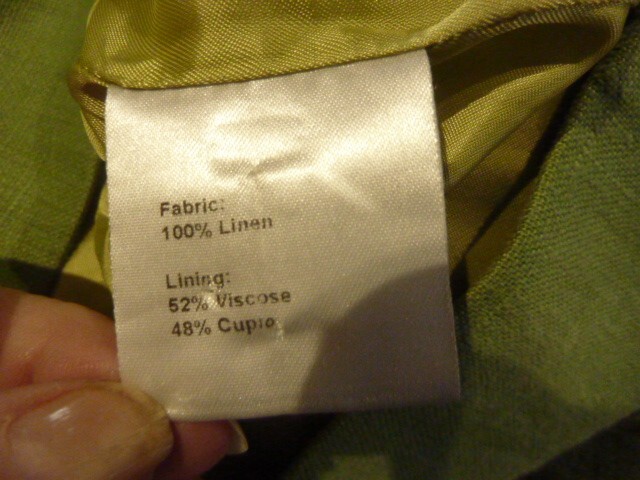 Fabric:
100% Linen
Lining:
52% Viscose
48% Cupro